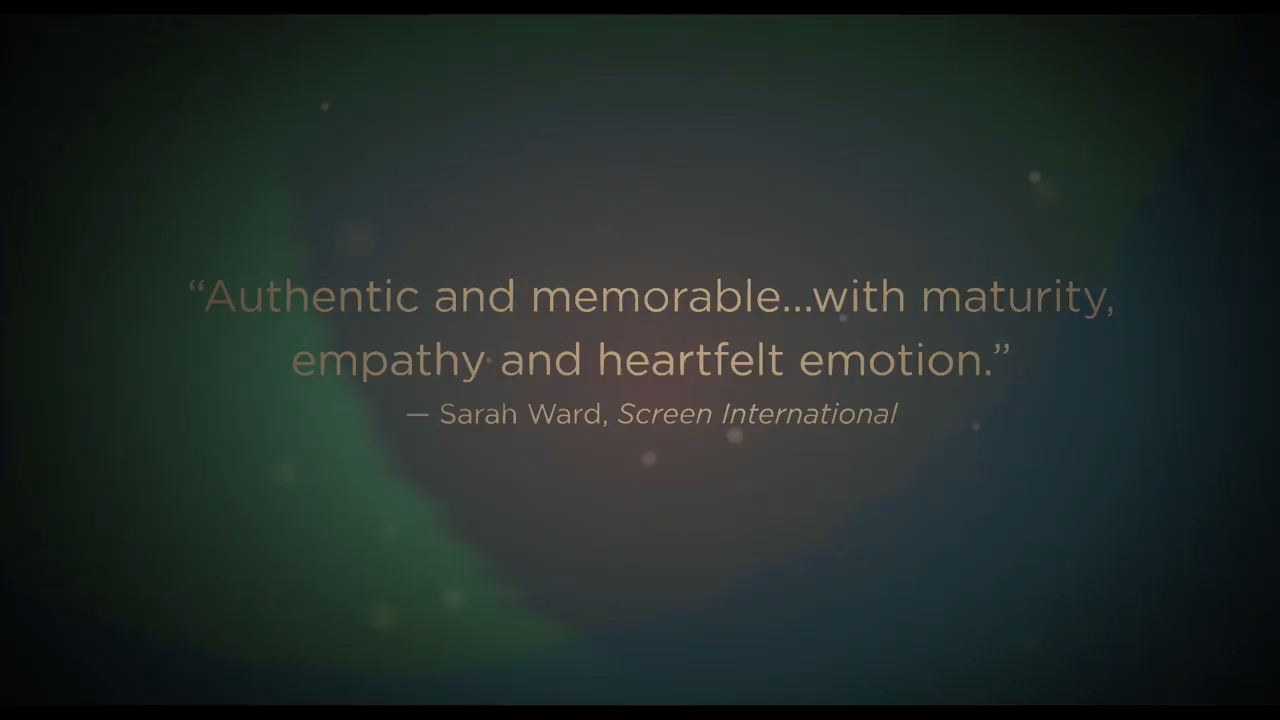 “Authentic and memorable...with maturity,
empathy and heartfelt emotion.”
— Sarah Ward, Screen International